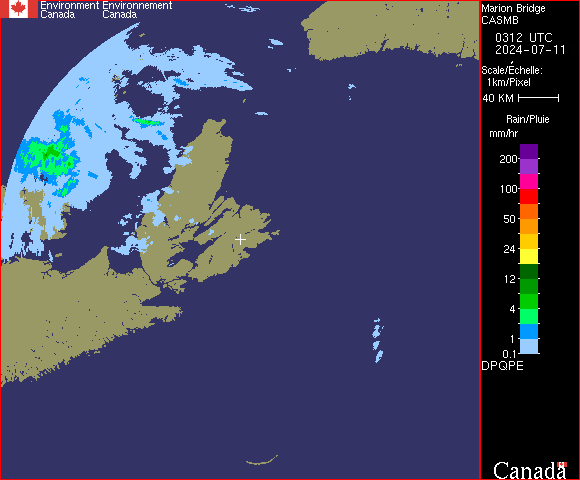 Environment Environnement
Canada Canada
Marion Bridge
CASMB
0312 UTC
2024-07-11
Scale/Échelle:
1km/Pixel
40 KM
Rain/Pluie
mm/hr
200
100
50
24
12
4
1
0.1
DPQPE
Canada